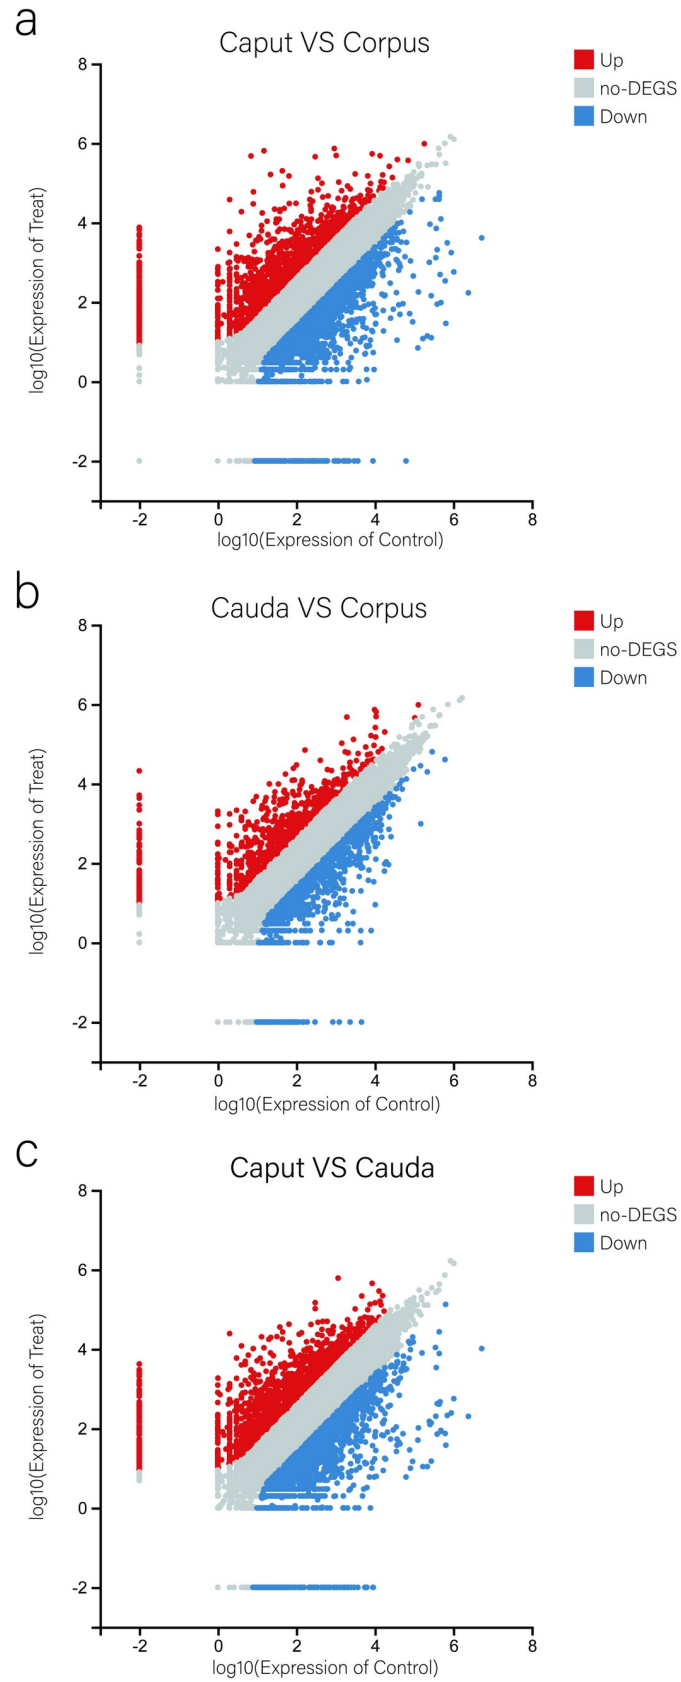 a
Caput VS Corpus
Up
no-DEGS
Down
log10(Expression of Treat)
8
6
4
2
0
-2
-2 0 2 4 6 8
log10(Expression of Control)
b
Cauda VS Corpus
Up
no-DEGS
Down
log10(Expression of Treat)
8
6
4
2
0
-2
-2 0 2 4 6 8
log10(Expression of Control)
c
Caput VS Cauda
Up
no-DEGS
Down
log10(Expression of Treat)
8
6
4
2
0
-2
-2 0 2 4 6 8
log10(Expression of Control)